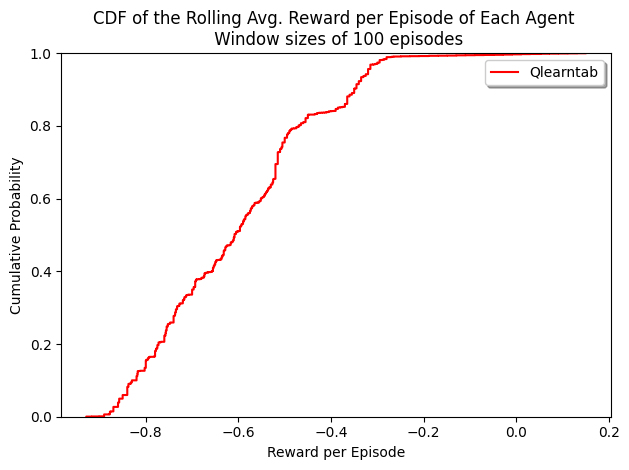 CDF of the Rolling Avg. Reward per Episode of Each Agent
Window sizes of 100 episodes
Qlearntab
Cumulative Probability
1.0
0.8
0.6
0.4
0.2
0.0
−0.8
−0.6
−0.4
−0.2
0.0
0.2
Reward per Episode